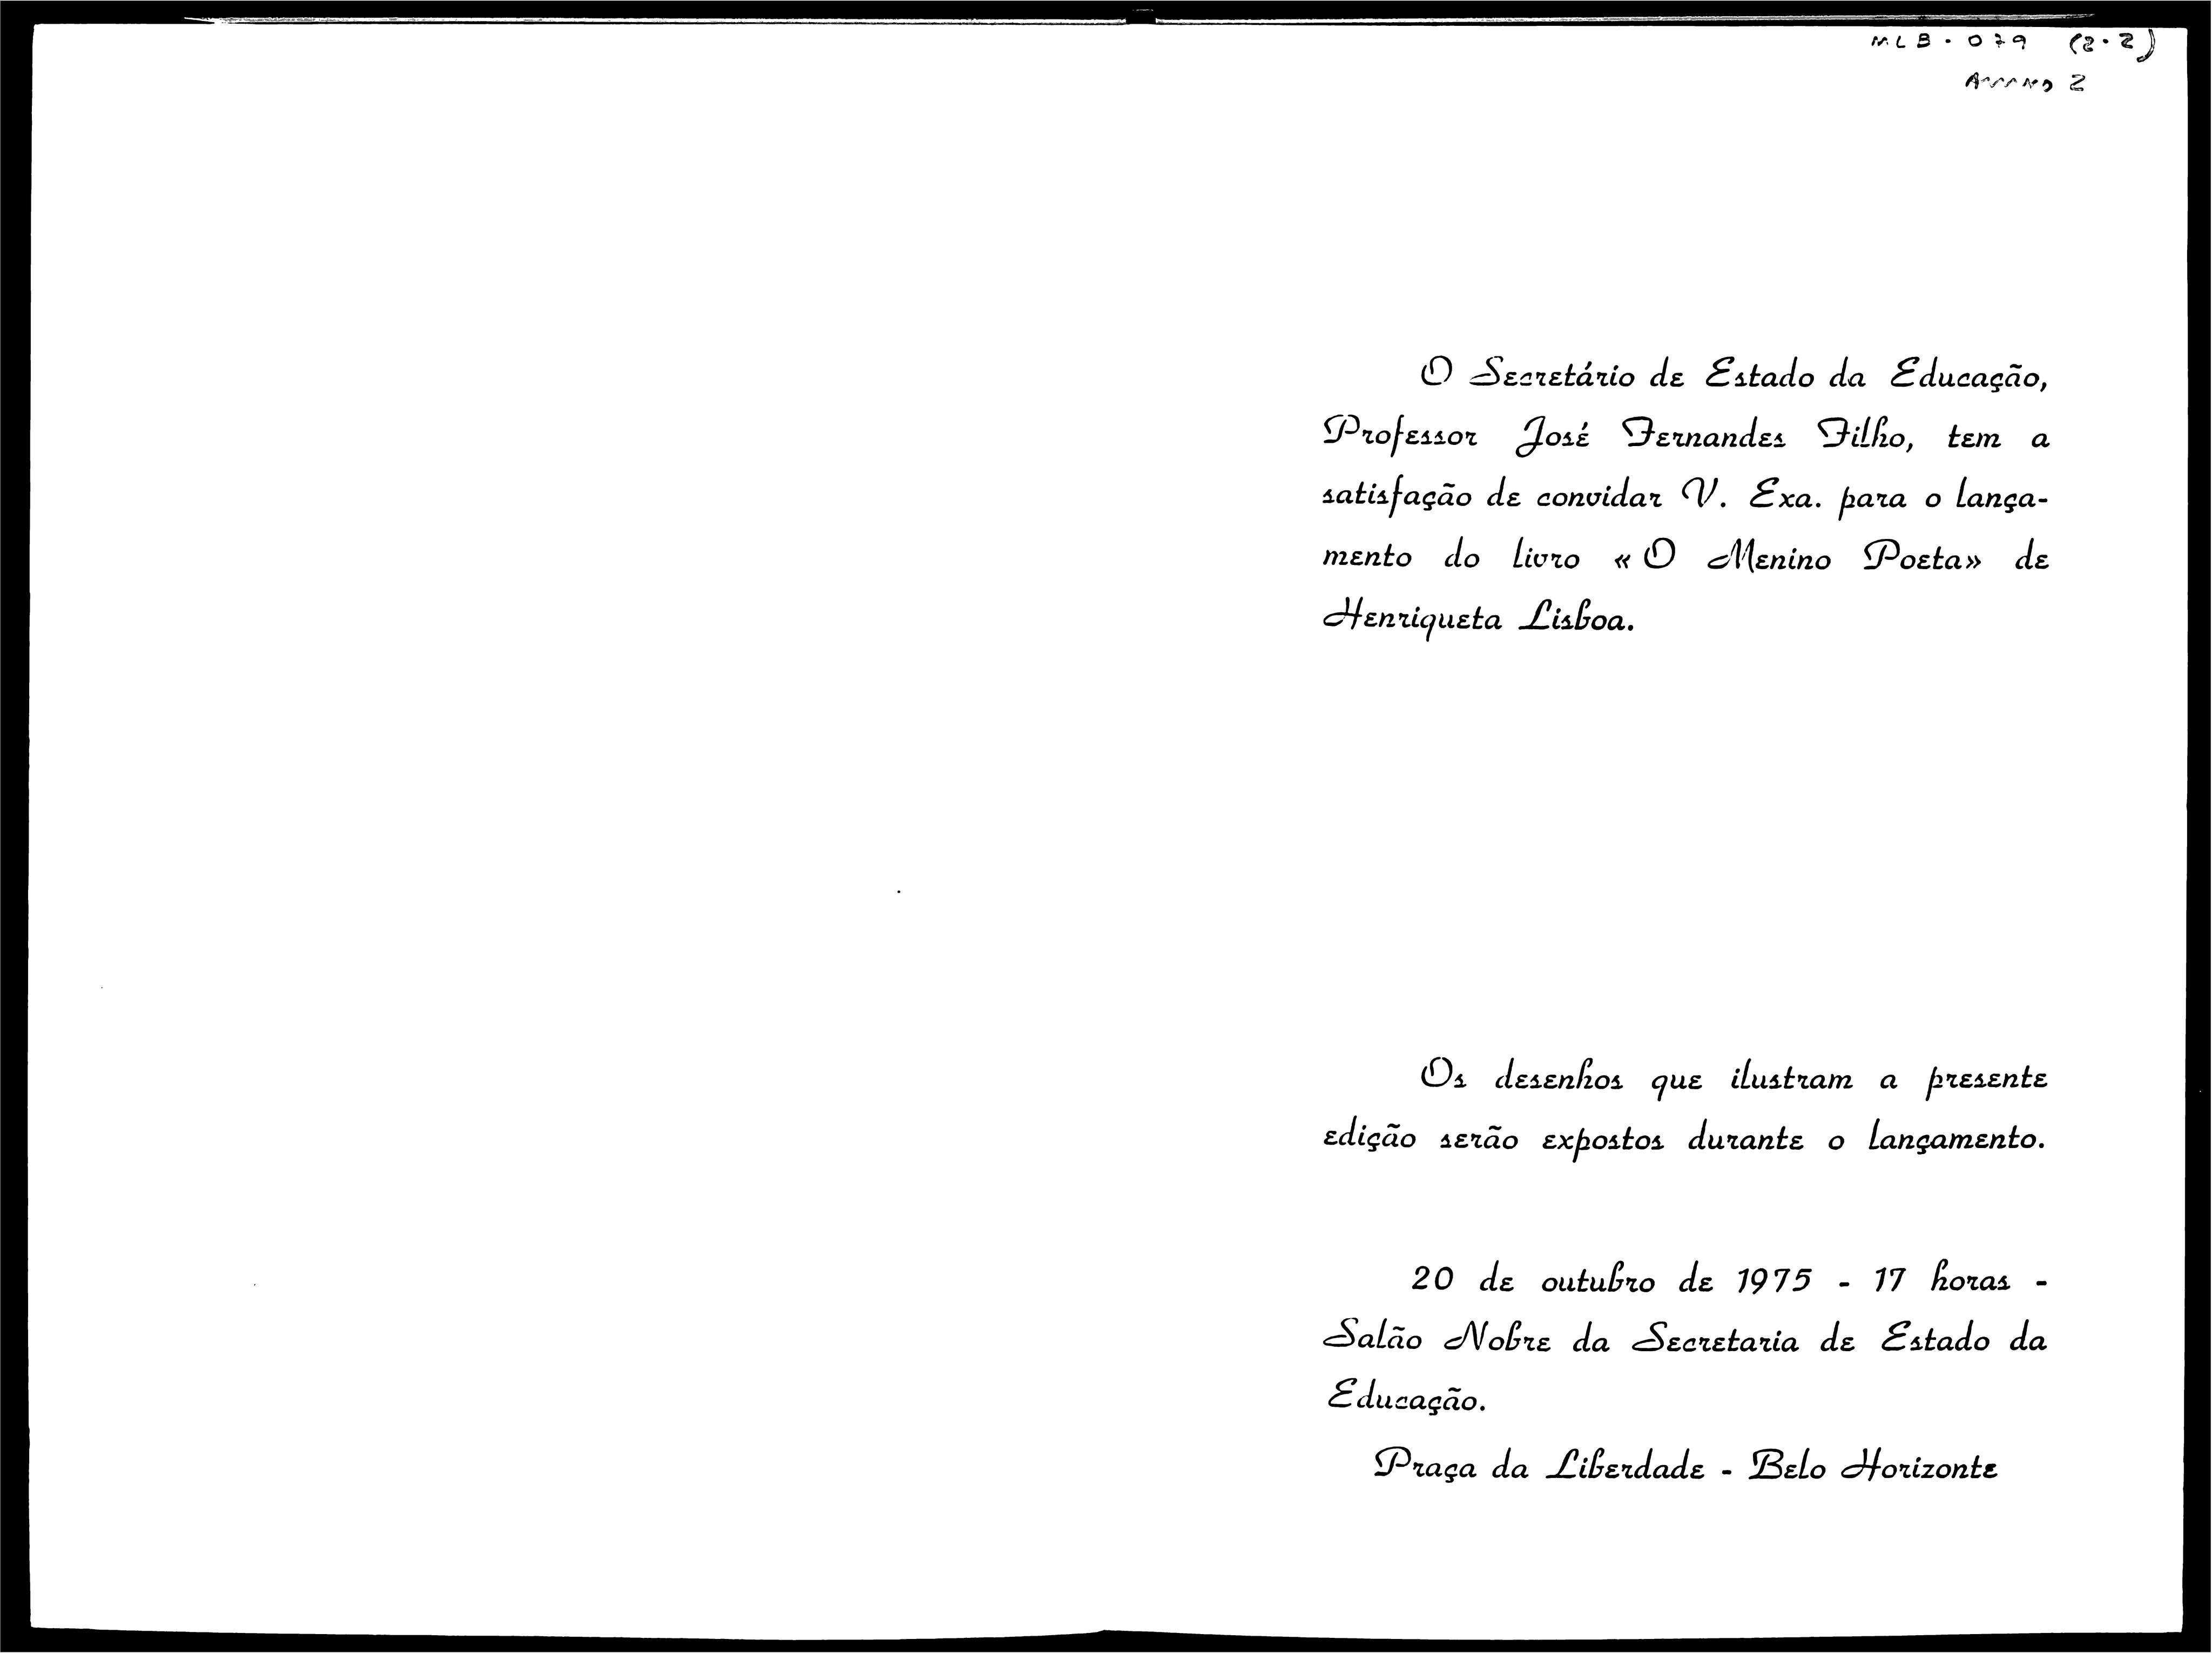 MLB. 079 (2.2)
Anexo 2
O Secretário de Estado da Educação,
Professor José Fernandes Filho, tem a
satisfação de convidar V. Exa. para o lança-
mento do livro «O Menino Poeta» de
Henriqueta Lisboa.
Os desenhos que ilustram a presente
edição serão expostos durante o lançamento.
20 de outubro de 1975 - 17 horas -
Salão Nobre da Secretaria de Estado da
Educação.
Praça da Liberdade - Belo Horizonte